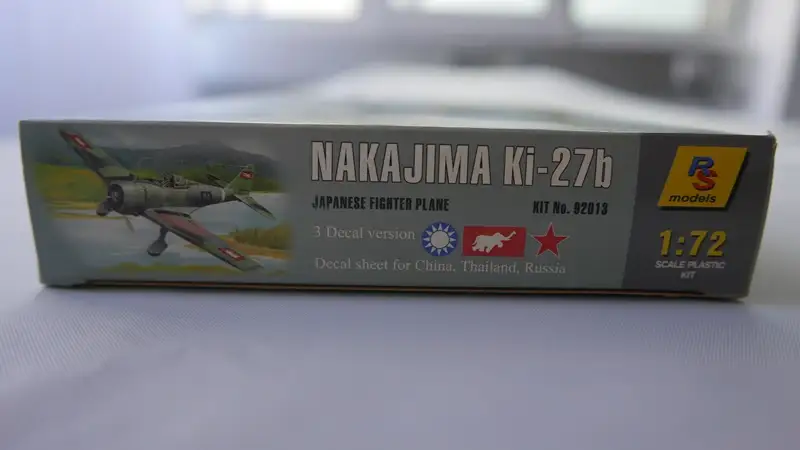 NAKAJIMA Ki-27b
JAPANESE FIGHTER PLANE KIT No. 92013
3 Decal version
Decal sheet for China, Thailand, Russia
RS
models
1:72
SCALE PLASTIC
KIT